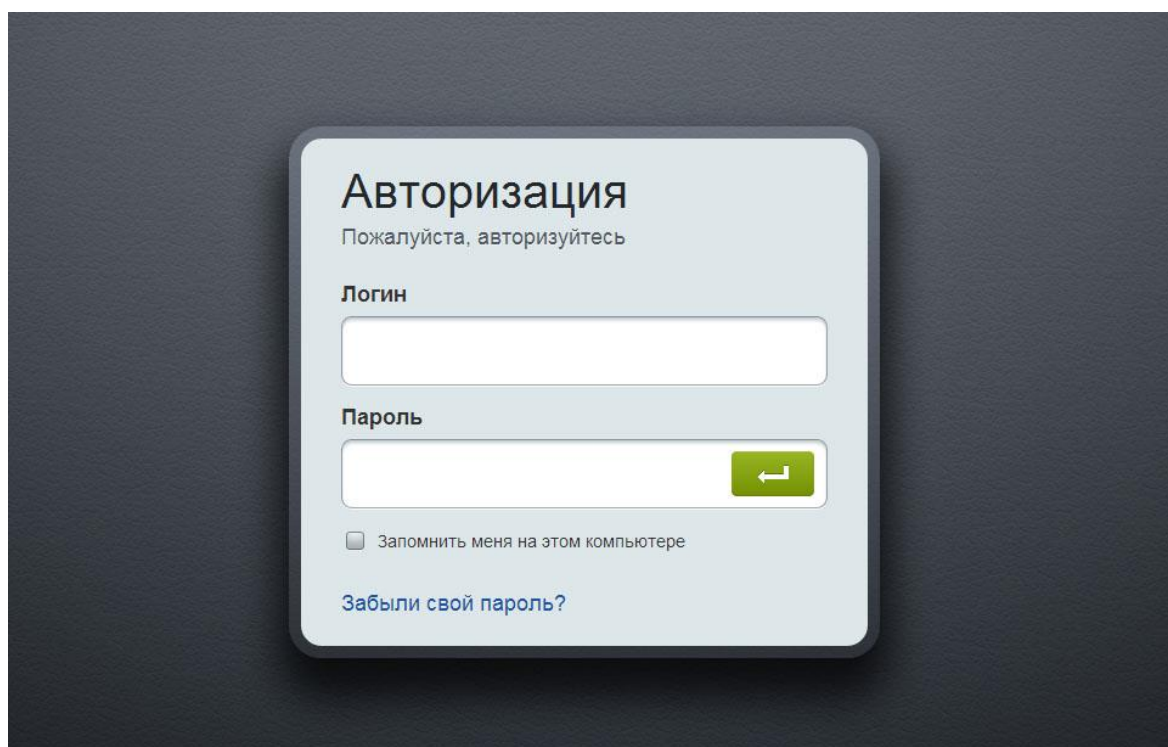 Авторизация
Пожалуйста, авторизуйтесь
Логин
Пароль
Запомнить меня на этом компьютере
Забыли свой пароль?